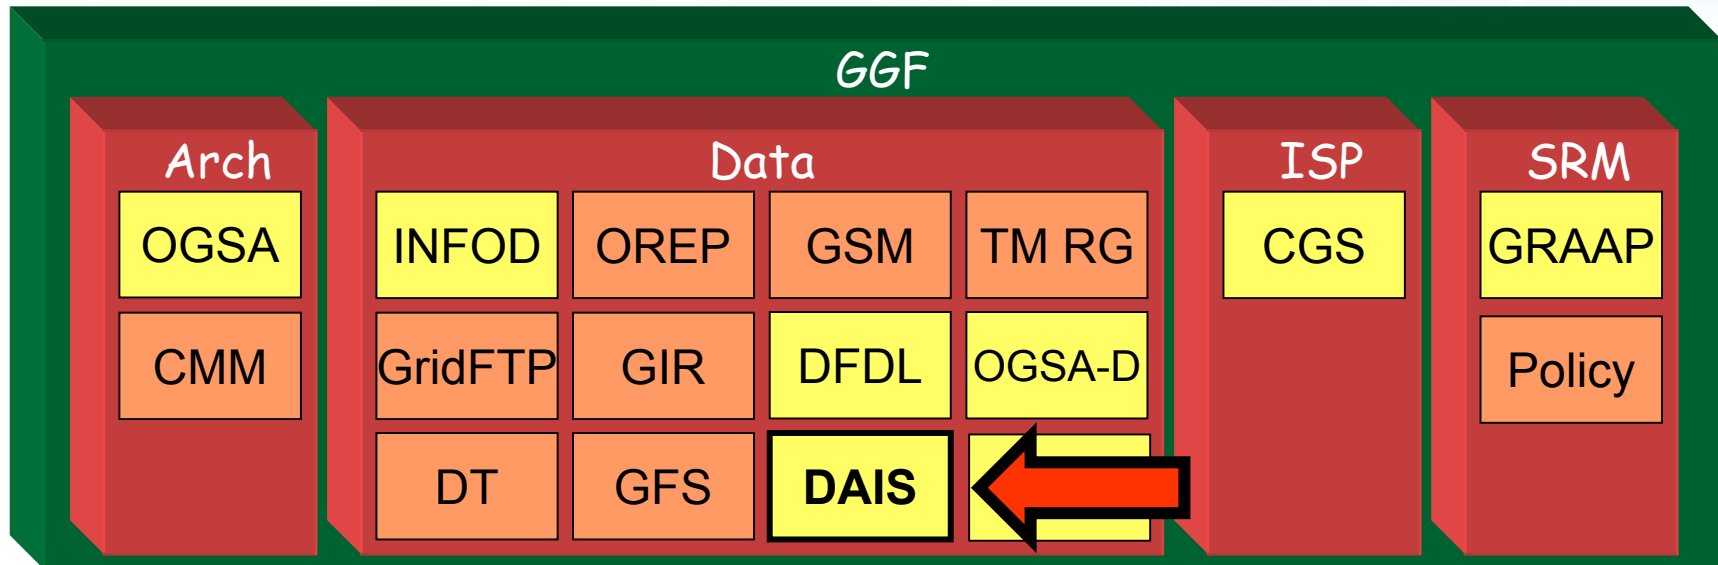 GGF
Arch
Data
ISP
SRM
OGSA
INFOD
OREP
GSM
TM RG
CGS
GRAAP
CMM
GridFTP
GIR
DFDL
OGSA-D
Policy
DT
GFS
DAIS